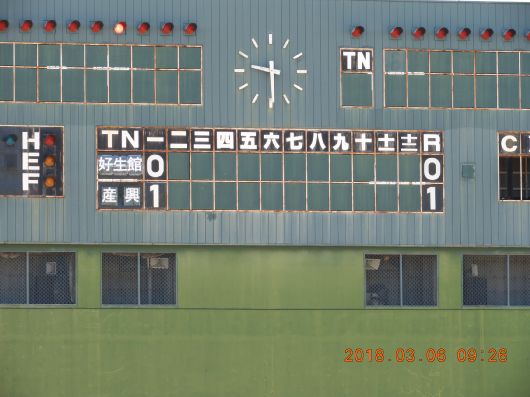 TN
TN 一 二 三 四 五 六 七 八 九 十 十一 十二 R
好生館 0 0
産興 1 1
H
E
F
C
2018.03.06 09:28